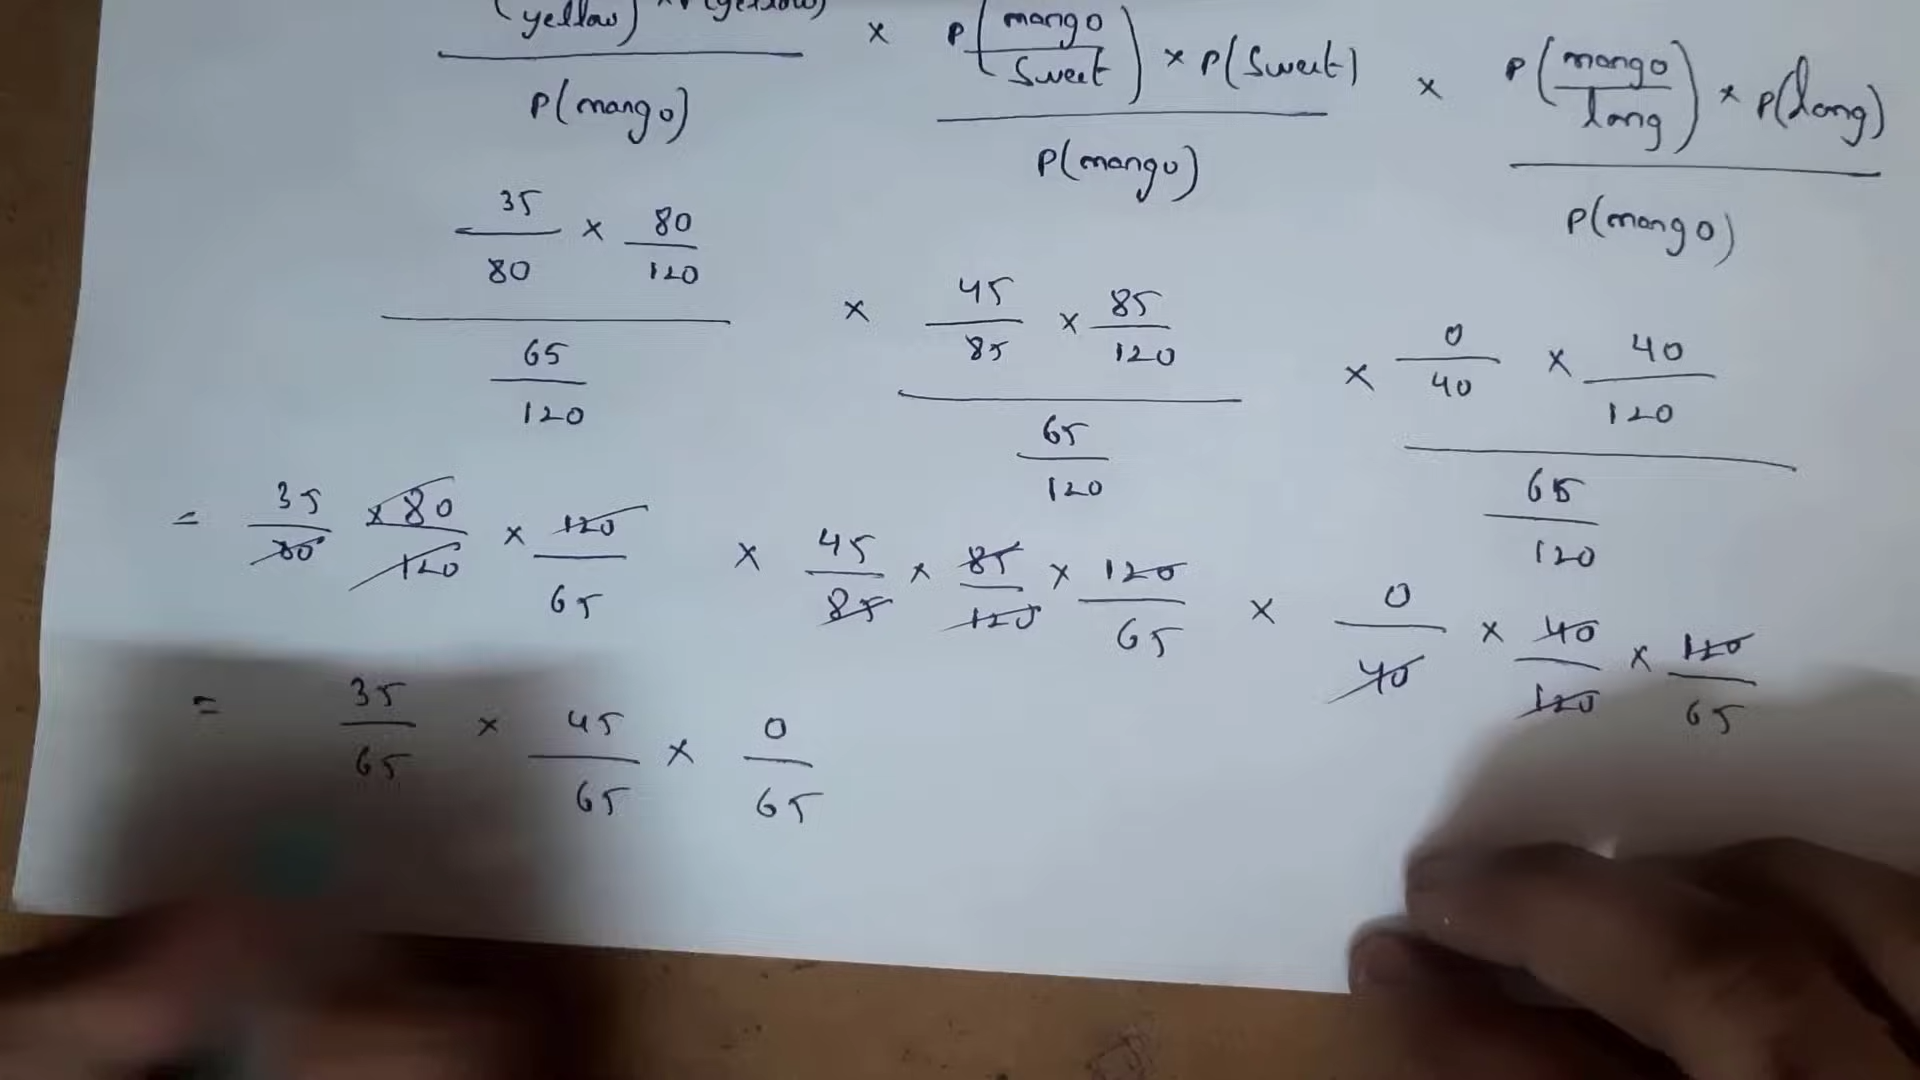 (yellow) × P(yellow) / P(mango) × P(mango/Sweet) × P(Sweet) / P(mango) × P(mango/long) × P(long) / P(mango)
35/80 × 80/120 / 65/120 × 45/85 × 85/120 / 65/120 × 0/40 × 40/120 / 65/120
= 35/80 × 80/120 × 120/65 × 45/85 × 85/120 × 120/65 × 0/40 × 40/120 × 120/65
= 35/65 × 45/65 × 0/65